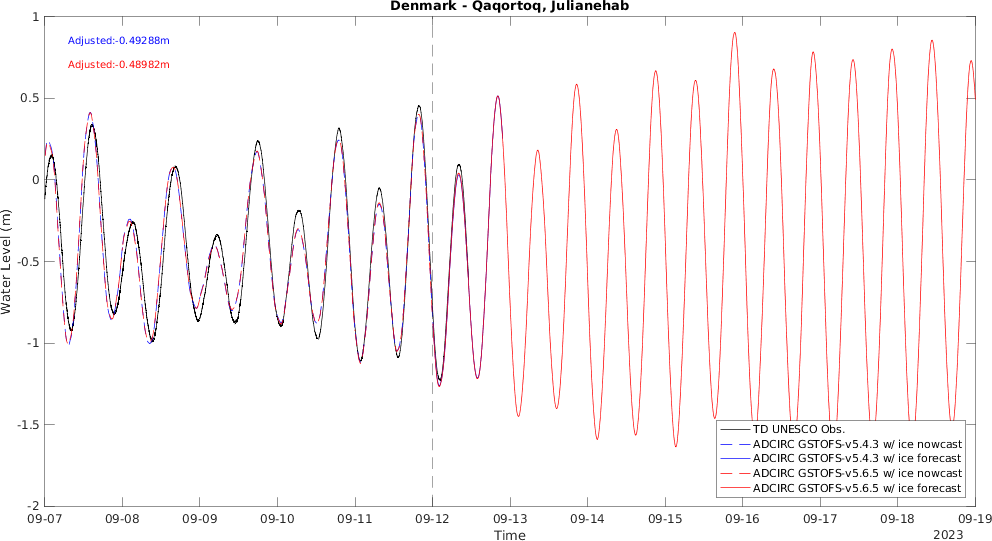 Denmark - Qaqortoq, Julianehab
Adjusted:-0.49288m
Adjusted:-0.48982m
Water Level (m)
1
0.5
0
-0.5
-1
-1.5
-2
TD UNESCO Obs.
ADCIRC GSTOFS-v5.4.3 w/ ice nowcast
ADCIRC GSTOFS-v5.4.3 w/ ice forecast
ADCIRC GSTOFS-v5.6.5 w/ ice nowcast
ADCIRC GSTOFS-v5.6.5 w/ ice forecast
09-07 09-08 09-09 09-10 09-11 09-12 09-13 09-14 09-15 09-16 09-17 09-18 09-19
Time
2023